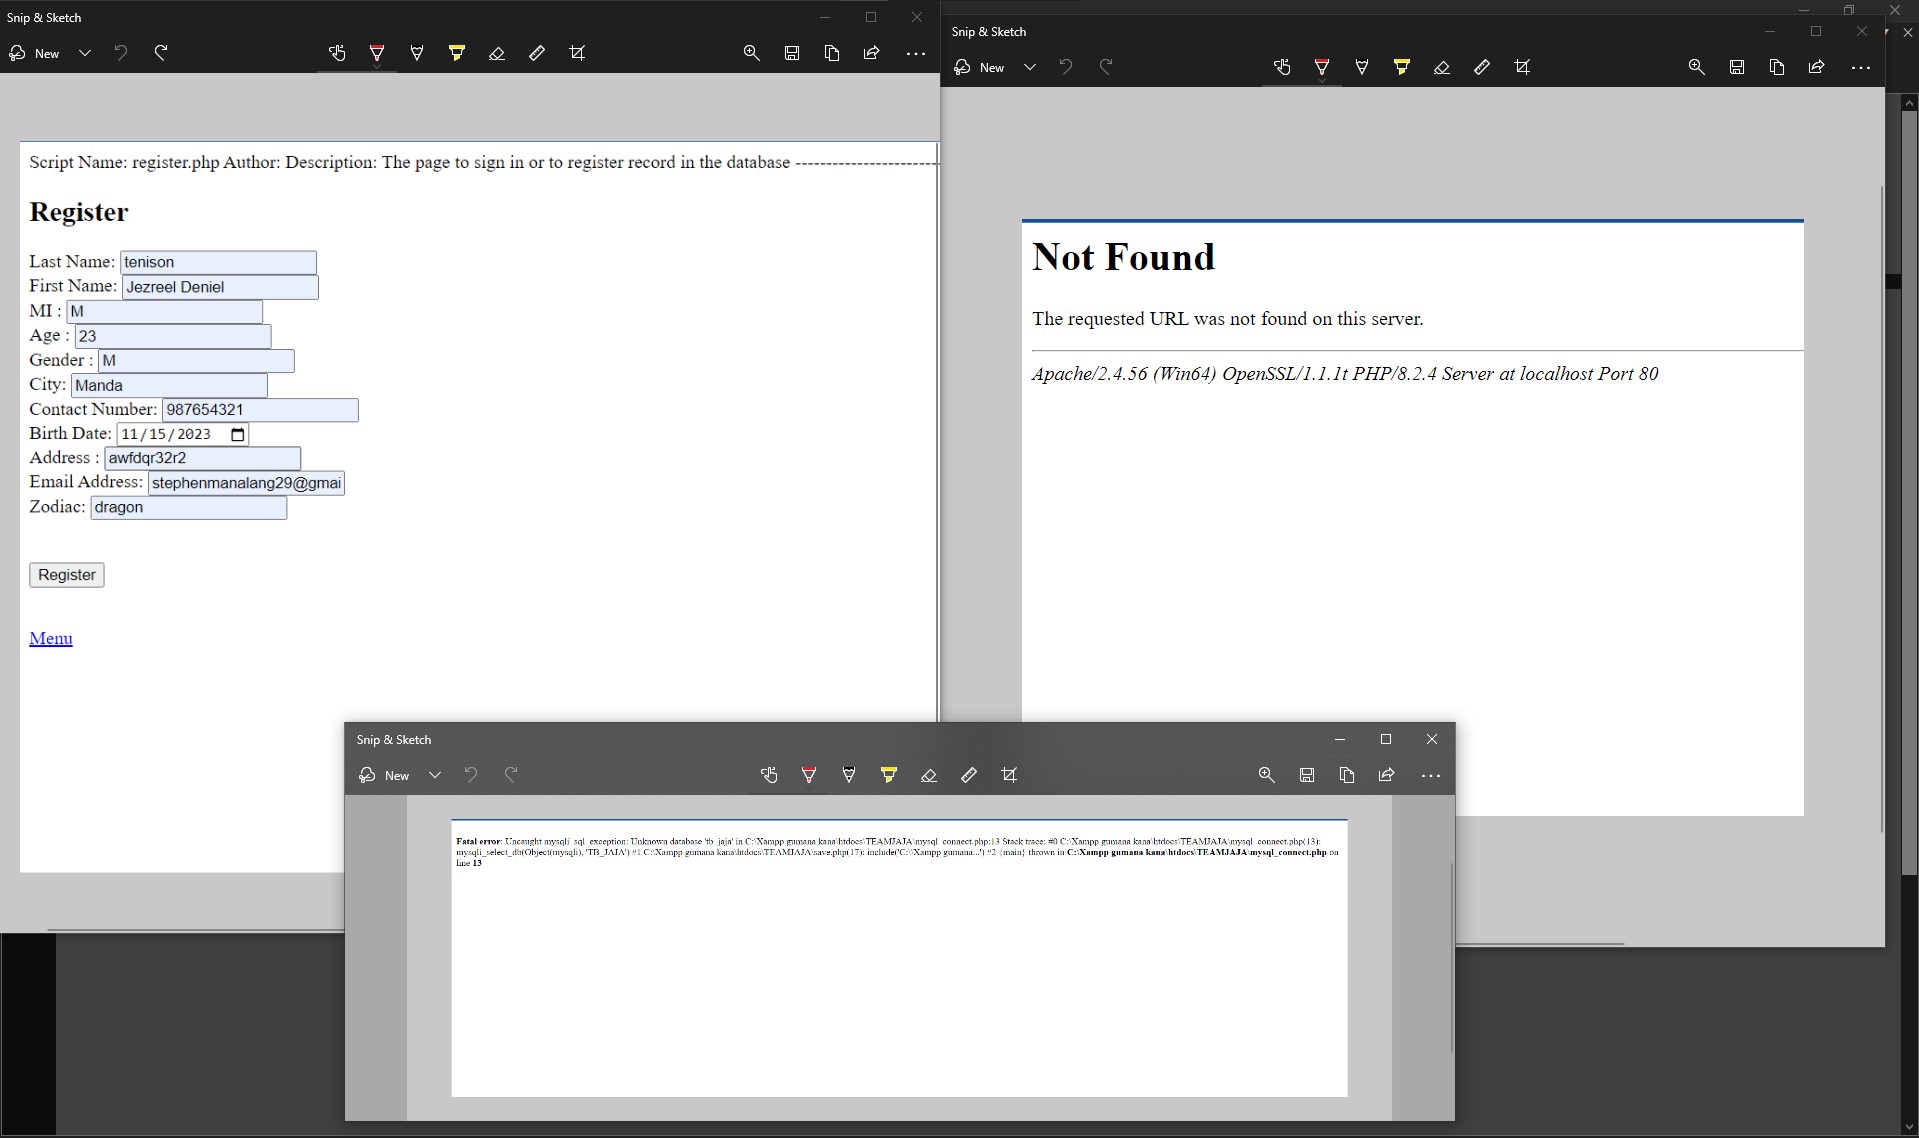 Snip & Sketch
New
Script Name: register.php Author: Description: The page to sign in or to register record in the database -----------------------
Register
Last Name: tenison
First Name: Jezreel Deniel
MI : M
Age : 23
Gender : M
City: Manda
Contact Number: 987654321
Birth Date: 11/15/2023
Address : awfdqr32r2
Email Address: stephenmanalang29@gmai
Zodiac: dragon
Register
Menu
Snip & Sketch
New
Not Found
The requested URL was not found on this server.
Apache/2.4.56 (Win64) OpenSSL/1.1.1t PHP/8.2.4 Server at localhost Port 80
Snip & Sketch
New
Fatal error: Uncaught mysqli_sql_exception: Unknown database 'tb_jaja' in C:\Xampp gumana kana\htdocs\TEAMJAJA\mysql_connect.php:13 Stack trace: #0 C:\Xampp gumana kana\htdocs\TEAMJAJA\mysql_connect.php(13):
mysqli_select_db(Object(mysqli), 'TB_JAJA') #1 C:\Xampp gumana kana\htdocs\TEAMJAJA\save.php(17): include('C:\\Xampp gumana...') #2 {main} thrown in C:\Xampp gumana kana\htdocs\TEAMJAJA\mysql_connect.php on
line 13